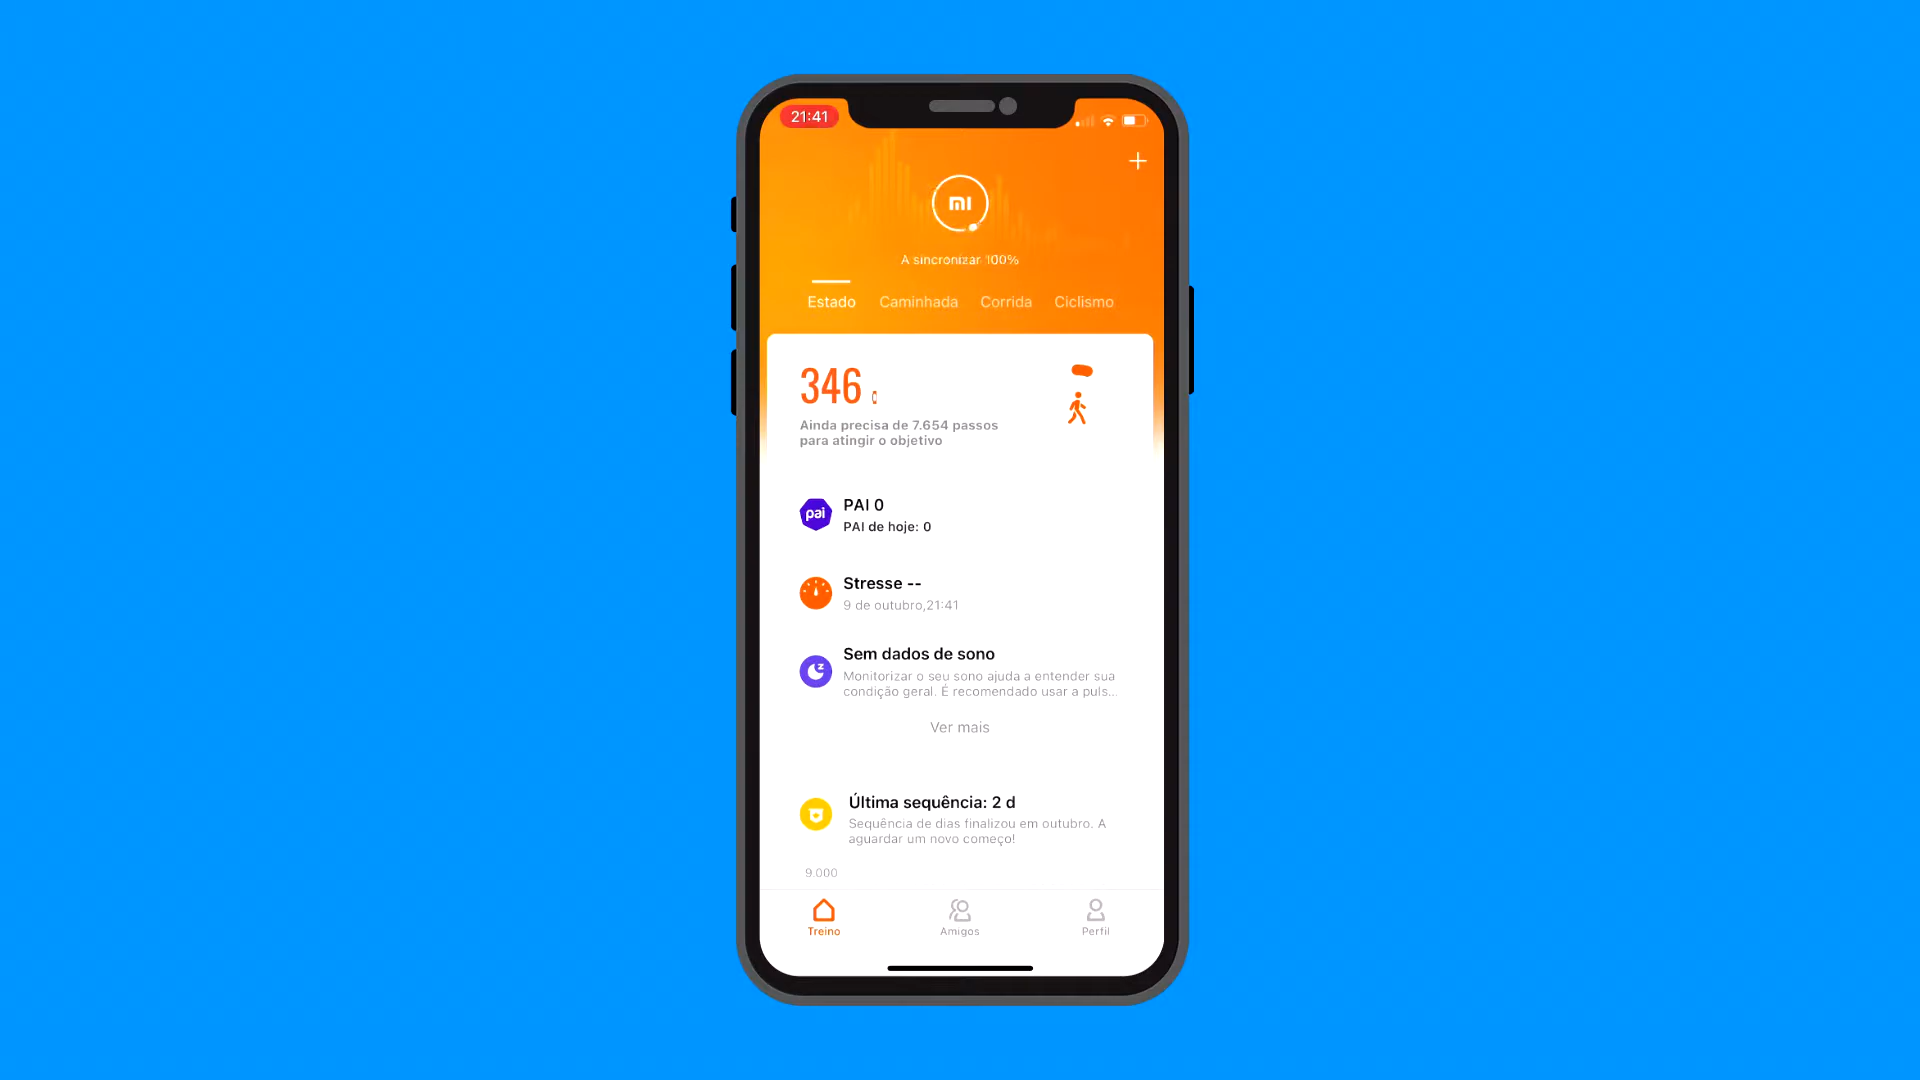 21:41
mi
A sincronizar 100%
Estado Caminhada Corrida Ciclismo
346
Ainda precisa de 7.654 passos
para atingir o objetivo
pai
PAI 0
PAI de hoje: 0
Stresse --
9 de outubro,21:41
Sem dados de sono
z
Monitorizar o seu sono ajuda a entender sua
condição geral. É recomendado usar a puls...
Ver mais
Última sequência: 2 d
Sequência de dias finalizou em outubro. A
aguardar um novo começo!
9.000
Treino Amigos Perfil